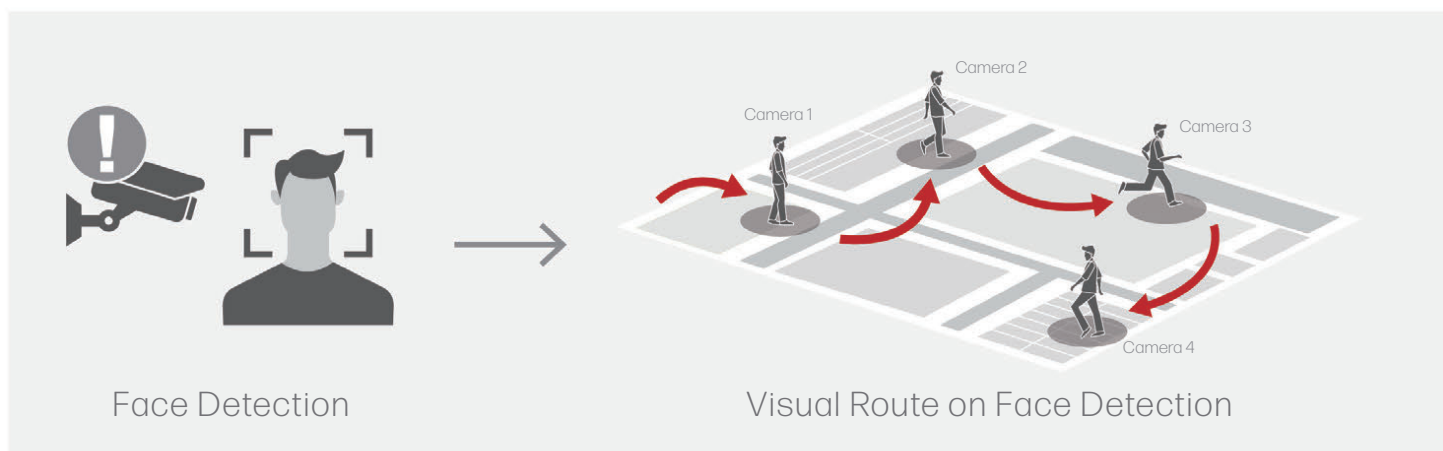 Camera 2
Camera 1
Camera 3
Camera 4
Face Detection
Visual Route on Face Detection